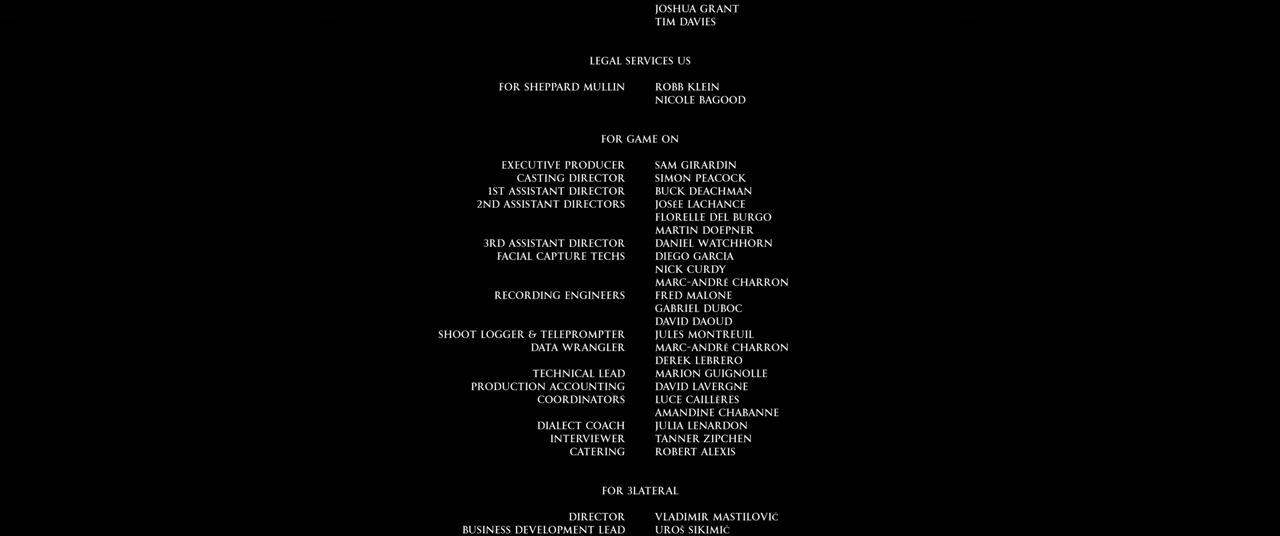 JOSHUA GRANT
TIM DAVIES
LEGAL SERVICES US
FOR SHEPPARD MULLIN ROBB KLEIN
NICOLE BAGOOD
FOR GAME ON
EXECUTIVE PRODUCER SAM GIRARDIN
CASTING DIRECTOR SIMON PEACOCK
1ST ASSISTANT DIRECTOR BUCK DEACHMAN
2ND ASSISTANT DIRECTORS JOSÉE LACHANCE
FLORELLE DEL BURGO
MARTIN DOEPNER
3RD ASSISTANT DIRECTOR DANIEL WATCHHORN
FACIAL CAPTURE TECHS DIEGO GARCIA
NICK CURDY
MARC-ANDRÉ CHARRON
RECORDING ENGINEERS FRED MALONE
GABRIEL DUBOC
DAVID DAOUD
SHOOT LOGGER & TELEPROMPTER JULES MONTREUIL
DATA WRANGLER MARC-ANDRÉ CHARRON
DEREK LEBRERO
TECHNICAL LEAD MARION GUIGNOLLE
PRODUCTION ACCOUNTING DAVID LAVERGNE
COORDINATORS LUCE CAILLÈRES
AMANDINE CHABANNE
DIALECT COACH JULIA LENARDON
INTERVIEWER TANNER ZIPCHEN
CATERING ROBERT ALEXIS
FOR 3LATERAL
DIRECTOR VLADIMIR MASTILOVIĆ
BUSINESS DEVELOPMENT LEAD UROŠ SIKIMIĆ